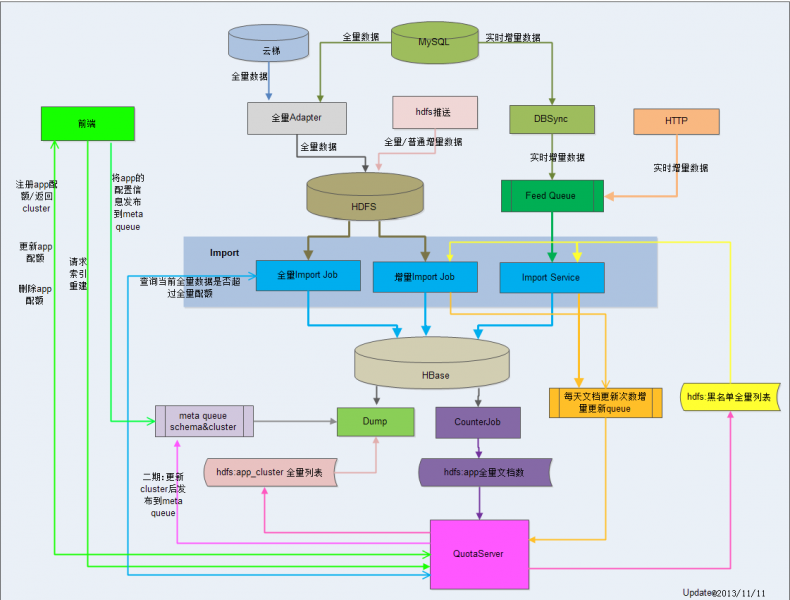 云梯
MySQL
全量数据
实时增量数据
全量数据
全量Adapter
hdfs推送
DBSync
HTTP
前端
全量数据
全量/普通增量数据
实时增量数据
实时增量数据
注册app配
额/返回
cluster
将app的
配置信
息发布
到meta
queue
HDFS
Feed Queue
更新app
配额
请求
索引
重建
删除app
配额
Import
查询当前全量数据是否超
过全量配额
全量Import Job
增量Import Job
Import Service
HBase
meta queue
schema&cluster
Dump
CounterJob
每天文档更新次数增
量更新queue
hdfs:黑名单全量列表
二期:更新
cluster后发
布到meta
queue
hdfs:app_cluster 全量列表
hdfs:app全量文档数
QuotaServer
Update@2013/11/11